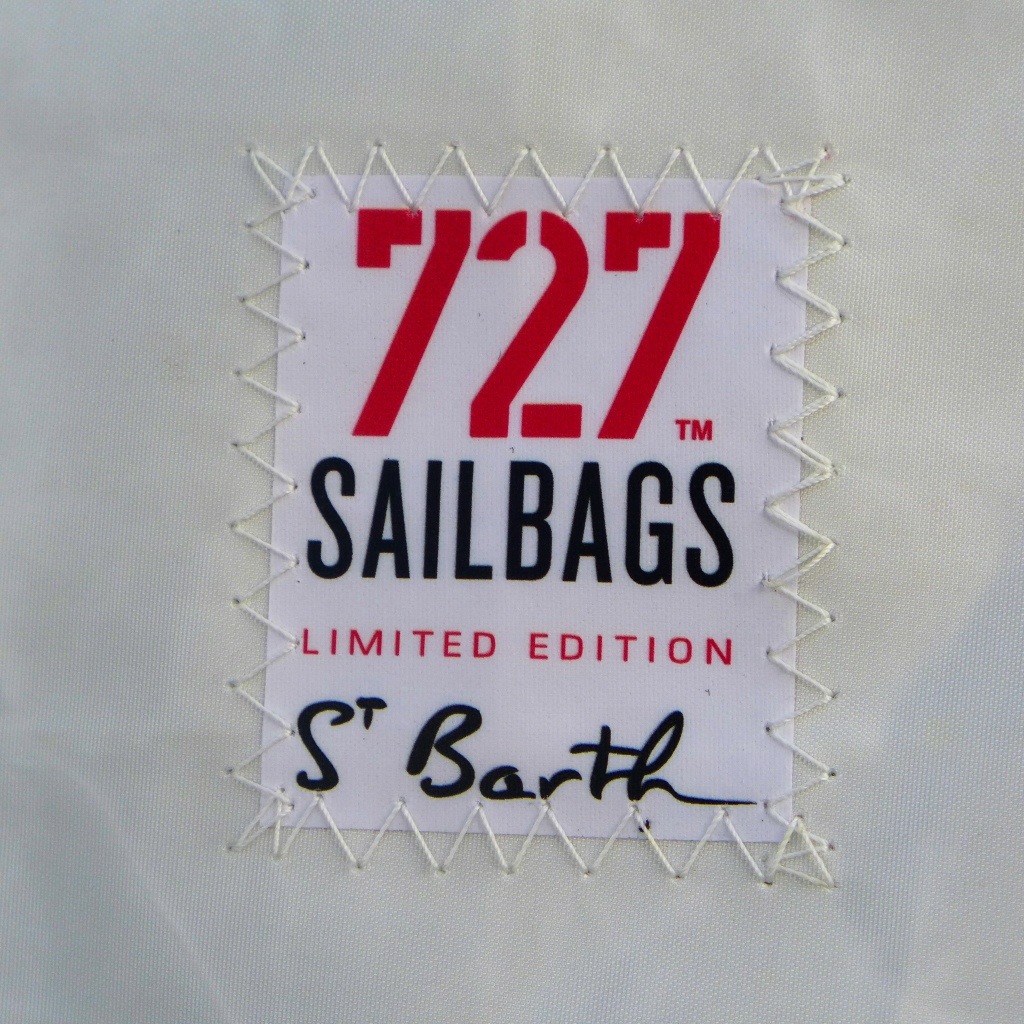 727™
SAILBAGS
LIMITED EDITION
Sᵀ Barth